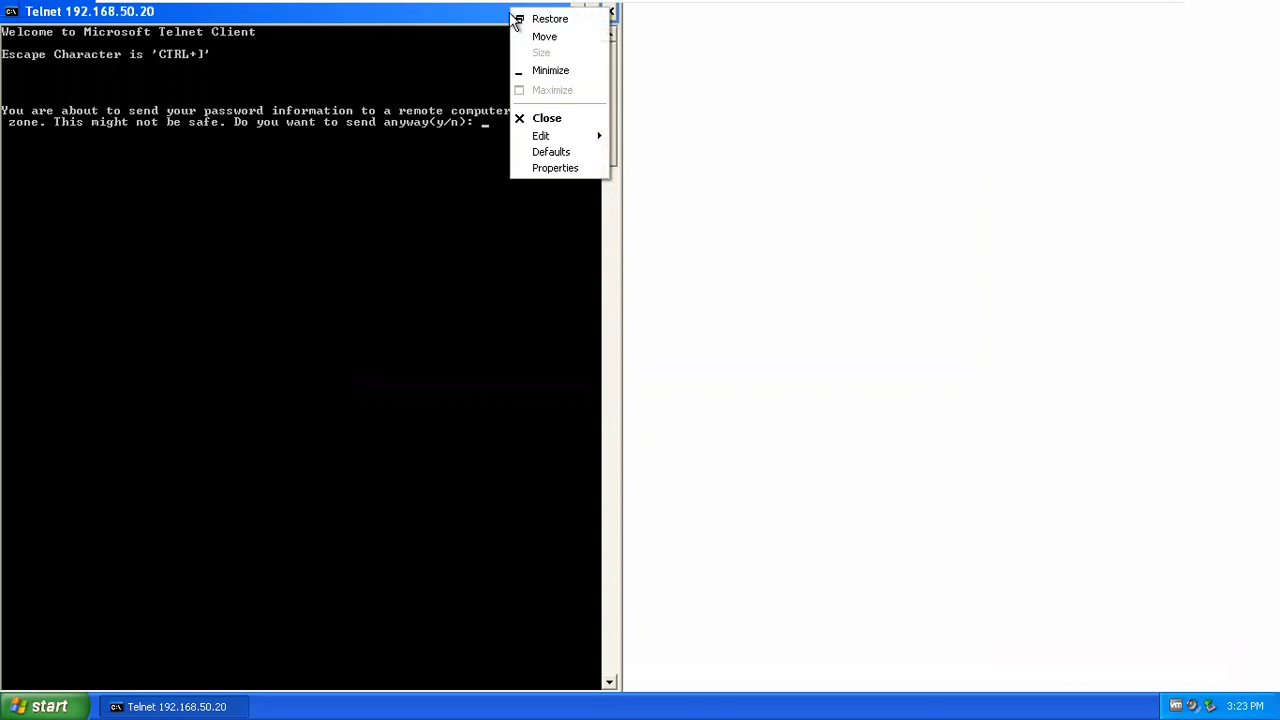 Telnet 192.168.50.20
Welcome to Microsoft Telnet Client
Escape Character is 'CTRL+]'
You are about to send your password information to a remote computer
zone. This might not be safe. Do you want to send anyway(y/n): _
Restore
Move
Size
Minimize
Maximize
Close
Edit
Defaults
Properties
start
Telnet 192.168.50.20
vm
3:23 PM